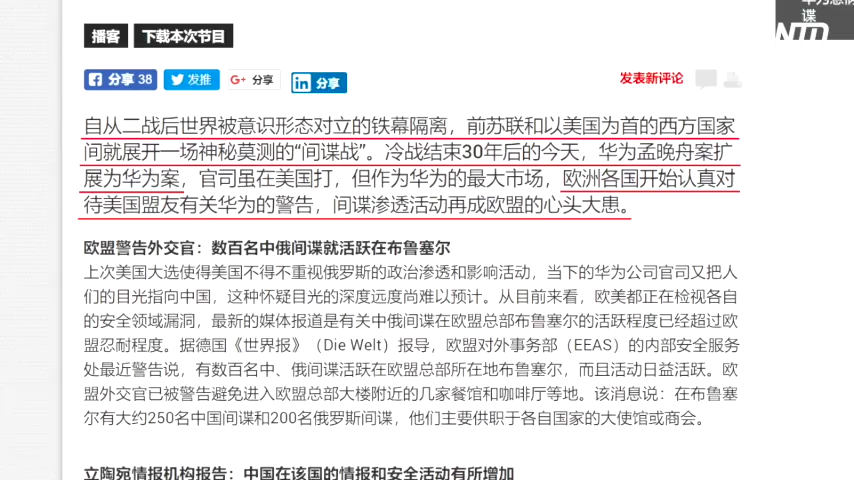 华为悬疑
谍
NTD
播客 下载本次节目
分享 38 发推 G+ 分享 in 分享 发表新评论
自从二战后世界被意识形态对立的铁幕隔离，前苏联和以美国为首的西方国家
间就展开一场神秘莫测的“间谍战”。冷战结束30年后的今天，华为孟晚舟案扩
展为华为案，官司虽在美国打，但作为华为的最大市场，欧洲各国开始认真对
待美国盟友有关华为的警告，间谍渗透活动再成欧盟的心头大患。
欧盟警告外交官：数百名中俄间谍就活跃在布鲁塞尔
上次美国大选使得美国不得不重视俄罗斯的政治渗透和影响活动，当下的华为公司官司又把人
们的目光指向中国，这种怀疑目光的深度远度尚难以预计。从目前来看，欧美都正在检视各自
的安全领域漏洞，最新的媒体报道是有关中俄间谍在欧盟总部布鲁塞尔的活跃程度已经超过欧
盟忍耐程度。据德国《世界报》（Die Welt）报导，欧盟对外事务部（EEAS）的内部安全服务
处最近警告说，有数百名中、俄间谍活跃在欧盟总部所在地布鲁塞尔，而且活动日益活跃。欧
盟外交官已被警告避免进入欧盟总部大楼附近的几家餐馆和咖啡厅等地。该消息说：在布鲁塞
尔有大约250名中国间谍和200名俄罗斯间谍，他们主要供职于各自国家的大使馆或商会。
立陶宛情报机构报告：中国在该国的情报和安全活动有所增加